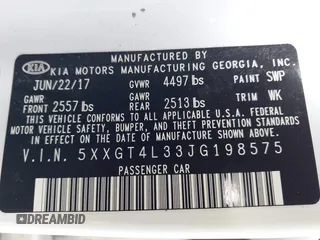 MANUFACTURED BY
KIA KIA MOTORS MANUFACTURING GEORGIA, INC.
JUN/22/17 GVWR 4497 lbs PAINT SWP
GAWR FRONT 2557 lbs GAWR REAR 2513 lbs TRIM WK
THIS VEHICLE CONFORMS TO ALL APPLICABLE U.S.A. FEDERAL
MOTOR VEHICLE SAFETY, BUMPER, AND THEFT PREVENTION STANDARDS
IN EFFECT ON THE DATE OF MANUFACTURE SHOWN ABOVE.
V.I.N. 5XXGT4L33JG198575
PASSENGER CAR
DREAMBID